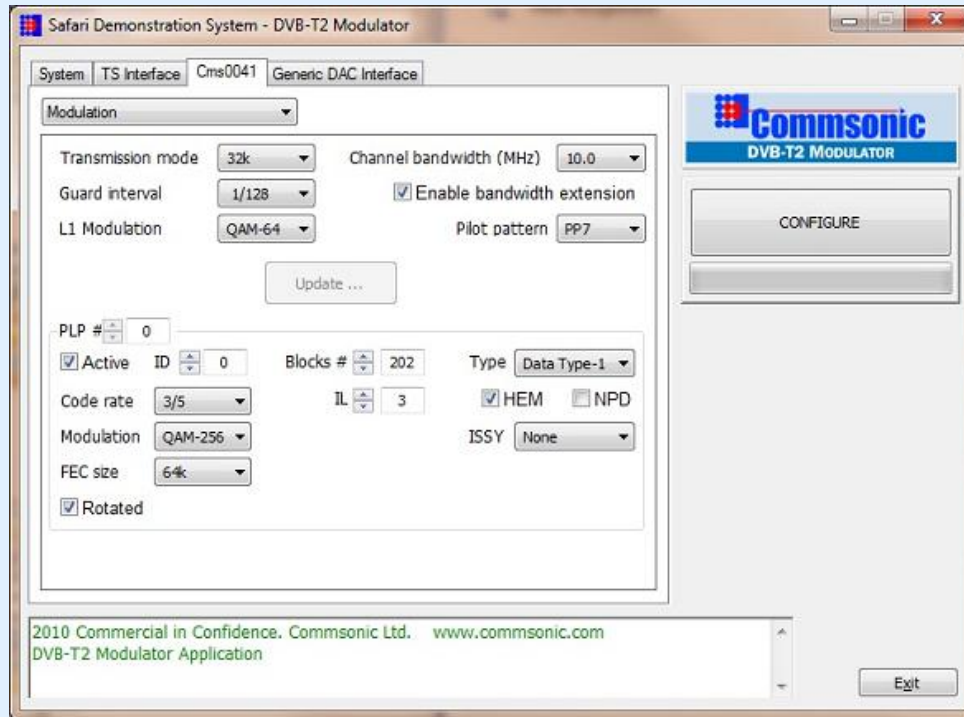 Safari Demonstration System - DVB-T2 Modulator
System TS Interface Cms0041 Generic DAC Interface
Modulation
Transmission mode 32k Channel bandwidth (MHz) 10.0
Guard interval 1/128 Enable bandwidth extension
L1 Modulation QAM-64 Pilot pattern PP7
Update ...
PLP # 0
Active ID 0 Blocks # 202 Type Data Type-1
Code rate 3/5 IL 3 HEM NPD
Modulation QAM-256 ISSY None
FEC size 64k
Rotated
Commsonic
DVB-T2 MODULATOR
CONFIGURE
2010 Commercial in Confidence. Commsonic Ltd. www.commsonic.com
DVB-T2 Modulator Application
Exit